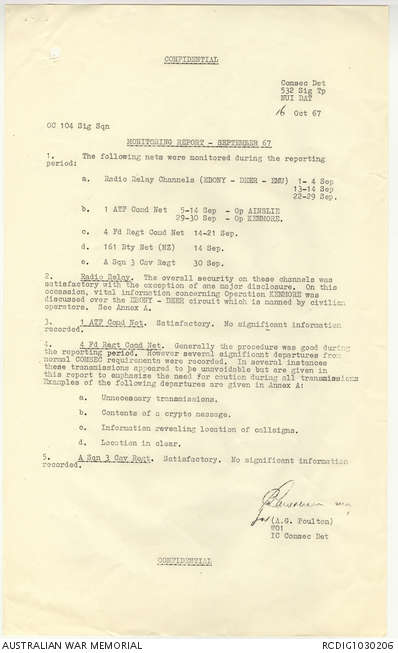 CONFIDENTIAL
Comsec Det
532 Sig Tp
NUI DAT
16 Oct 67
OC 104 Sig Sqn
MONITORING REPORT - SEPTEMBER 67
1. The following nets were monitored during the reporting
period:
a. Radio Relay Channels (EBONY - DEER - EMU) 1- 4 Sep
13-14 Sep
22-29 Sep.
b. 1 ATF Comd Net 5-14 Sep - Op AINSLIE
29-30 Sep - Op KENMORE.
c. 4 Fd Regt Comd Net 14-21 Sep.
d. 161 Bty Net (NZ) 14 Sep.
e. A Sqn 3 Cav Regt 30 Sep.
2. Radio Relay. The overall security on these channels was
satisfactory with the exception of one major disclosure. On this
occassion, vital information concerning Operation KENMORE was
discussed over the EBONY - DEER circuit which is manned by civilian
operators. See Annex A.
3. 1 ATF Comd Net. Satisfactory. No significant information
recorded.
4. 4 Fd Regt Comd Net. Generally the procedure was good during
the reporting period. However several significant departures from
normal COMSEC requirements were recorded. In several instances
these transmissions appeared to be unavoidable but are given in
this report to emphasise the need for caution during all transmissions
Examples of the following departures are given in Annex A:
a. Unnecessary transmissions.
b. Contents of a crypto message.
c. Information revealing location of callsigns.
d. Location in clear.
5. A Sqn 3 Cav Regt. Satisfactory. No significant information
recorded.
for (A.G. Poulton)
WO1
IC Comsec Det
CONFIDENTIAL
AUSTRALIAN WAR MEMORIAL
RCDIG1030206